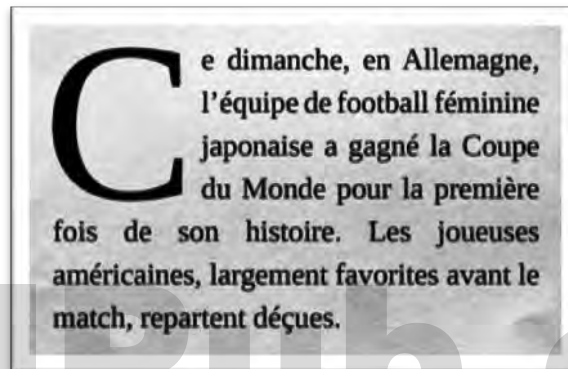 Ce dimanche, en Allemagne,
l'équipe de football féminine
japonaise a gagné la Coupe
du Monde pour la première
fois de son histoire. Les joueuses
américaines, largement favorites avant le
match, repartent déçues.